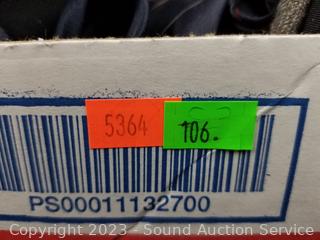 5364
106.
PS00011132700
Copyright 2023 - Sound Auction Service